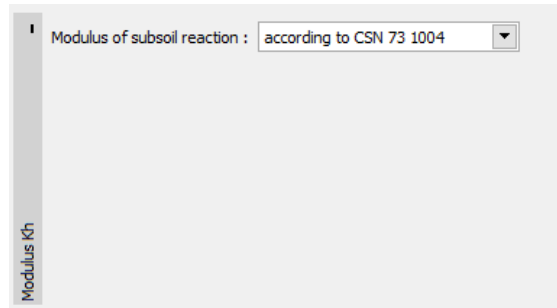 Modulus of subsoil reaction : according to CSN 73 1004
Modulus Kh